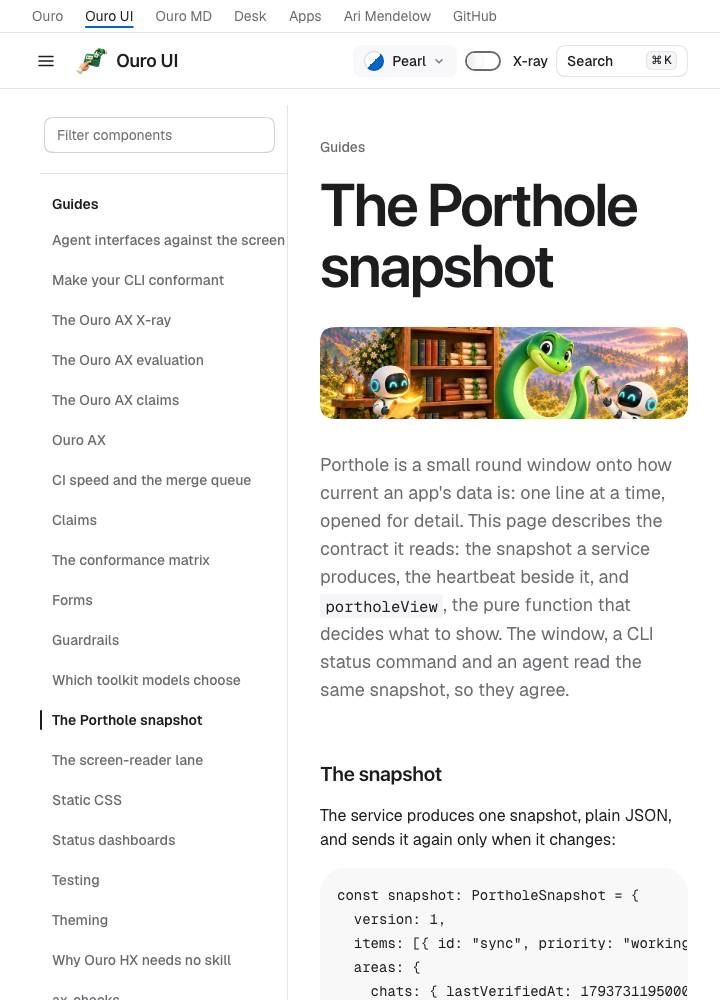 Ouro Ouro UI Ouro MD Desk Apps Ari Mendelow GitHub
Ouro UI Pearl X-ray Search ⌘ K
Filter components
Guides
Agent interfaces against the screen
Make your CLI conformant
The Ouro AX X-ray
The Ouro AX evaluation
The Ouro AX claims
Ouro AX
CI speed and the merge queue
Claims
The conformance matrix
Forms
Guardrails
Which toolkit models choose
The Porthole snapshot
The screen-reader lane
Static CSS
Status dashboards
Testing
Theming
Why Ouro HX needs no skill
ax-checks
Guides
The Porthole
snapshot
Porthole is a small round window onto how
current an app's data is: one line at a time,
opened for detail. This page describes the
contract it reads: the snapshot a service
produces, the heartbeat beside it, and
portholeView, the pure function that
decides what to show. The window, a CLI
status command and an agent read the
same snapshot, so they agree.
The snapshot
The service produces one snapshot, plain JSON,
and sends it again only when it changes:
const snapshot: PortholeSnapshot = {
version: 1,
items: [{ id: "sync", priority: "working
areas: {
chats: { lastVerifiedAt: 1793731195000